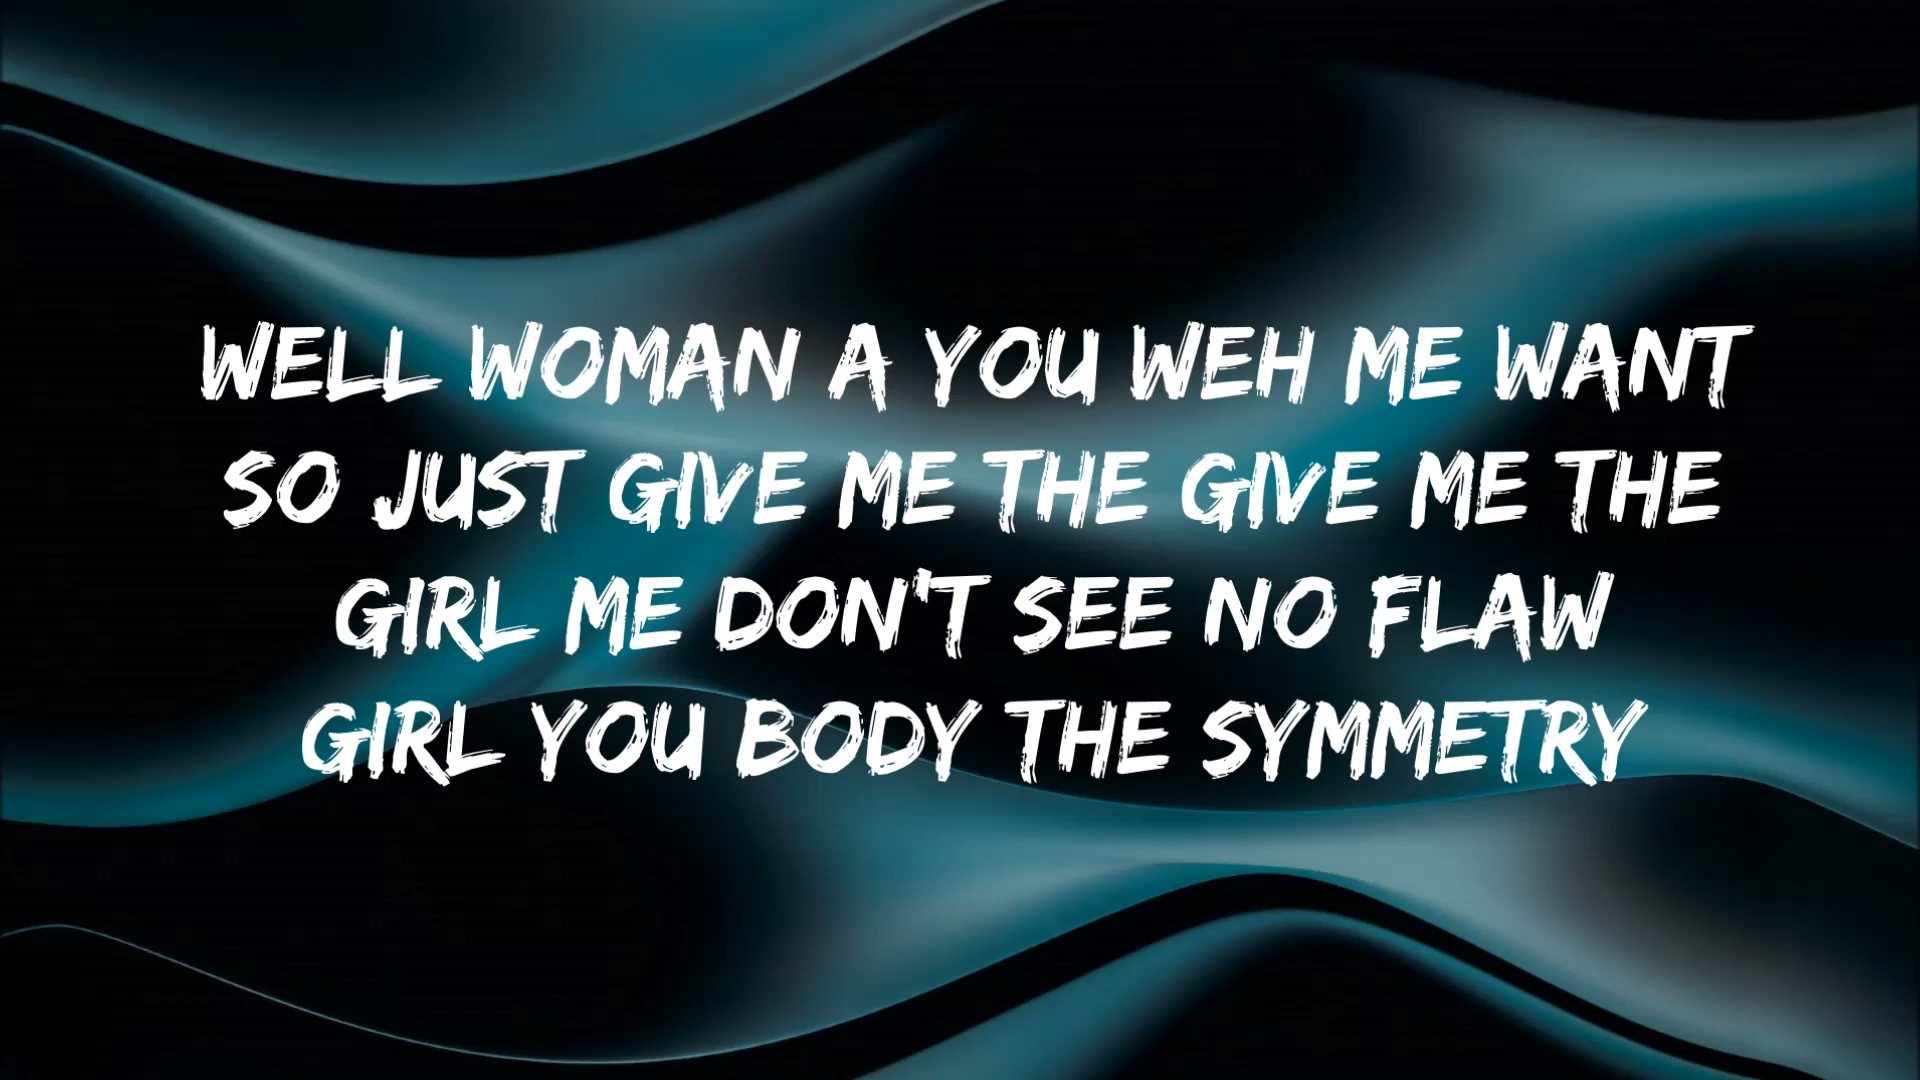 WELL WOMAN A YOU WEH ME WANT
SO JUST GIVE ME THE GIVE ME THE
GIRL ME DON'T SEE NO FLAW
GIRL YOU BODY THE SYMMETRY